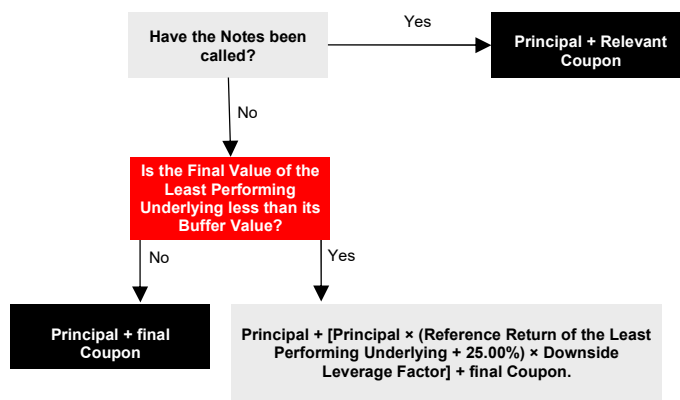 Have the Notes been
called?
Yes
Principal + Relevant
Coupon
No
Is the Final Value of the
Least Performing
Underlying less than its
Buffer Value?
No
Yes
Principal + final
Coupon
Principal + [Principal × (Reference Return of the Least
Performing Underlying + 25.00%) × Downside
Leverage Factor] + final Coupon.